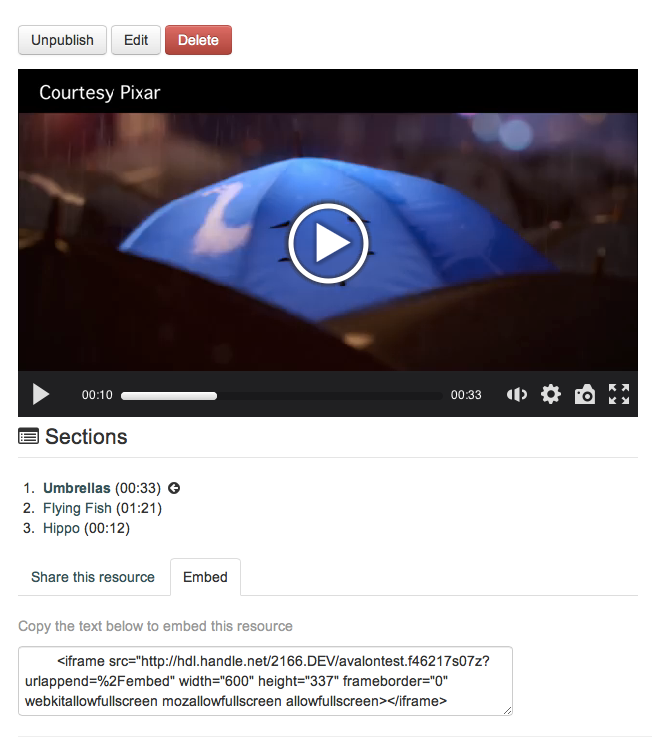 Unpublish Edit Delete
Courtesy Pixar
00:10 00:33
Sections
1. Umbrellas (00:33)
2. Flying Fish (01:21)
3. Hippo (00:12)
Share this resource Embed
Copy the text below to embed this resource
<iframe src="http://hdl.handle.net/2166.DEV/avalontest.f46217s07z?
urlappend=%2Fembed" width="600" height="337" frameborder="0"
webkitallowfullscreen mozallowfullscreen allowfullscreen></iframe>